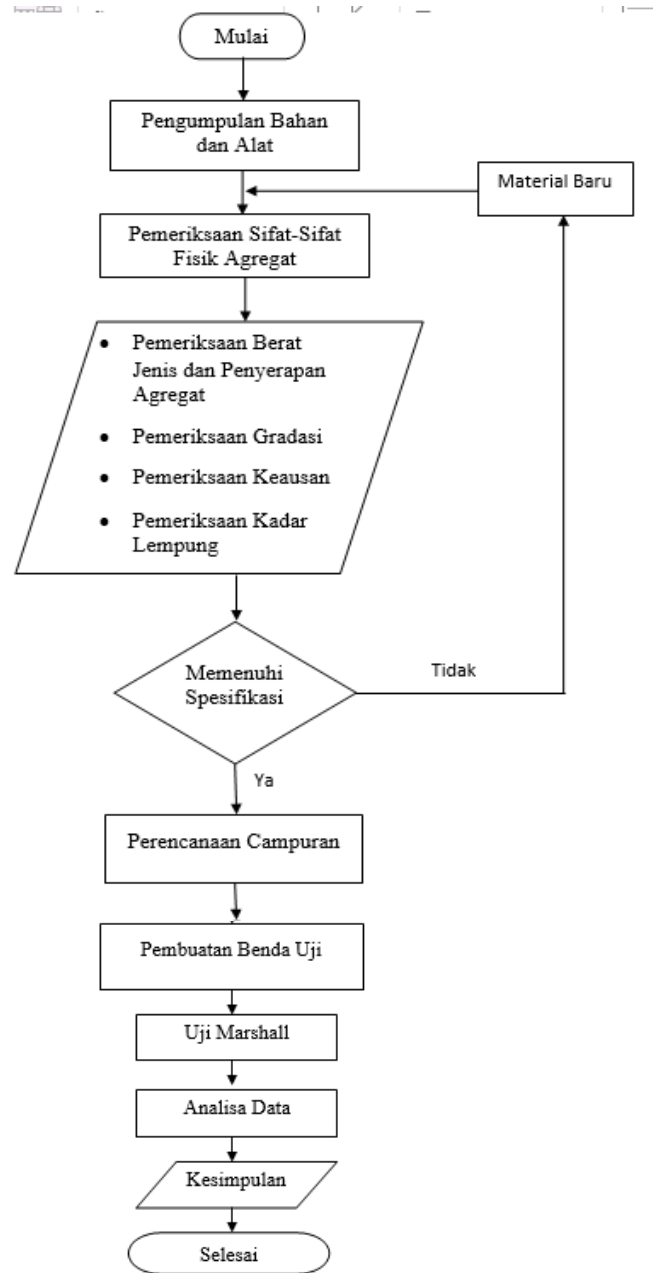 Mulai
Pengumpulan Bahan
dan Alat
Material Baru
Pemeriksaan Sifat-Sifat
Fisik Agregat
• Pemeriksaan Berat
Jenis dan Penyerapan
Agregat
• Pemeriksaan Gradasi
• Pemeriksaan Keausan
• Pemeriksaan Kadar
Lempung
Memenuhi
Spesifikasi
Tidak
Ya
Perencanaan Campuran
Pembuatan Benda Uji
Uji Marshall
Analisa Data
Kesimpulan
Selesai